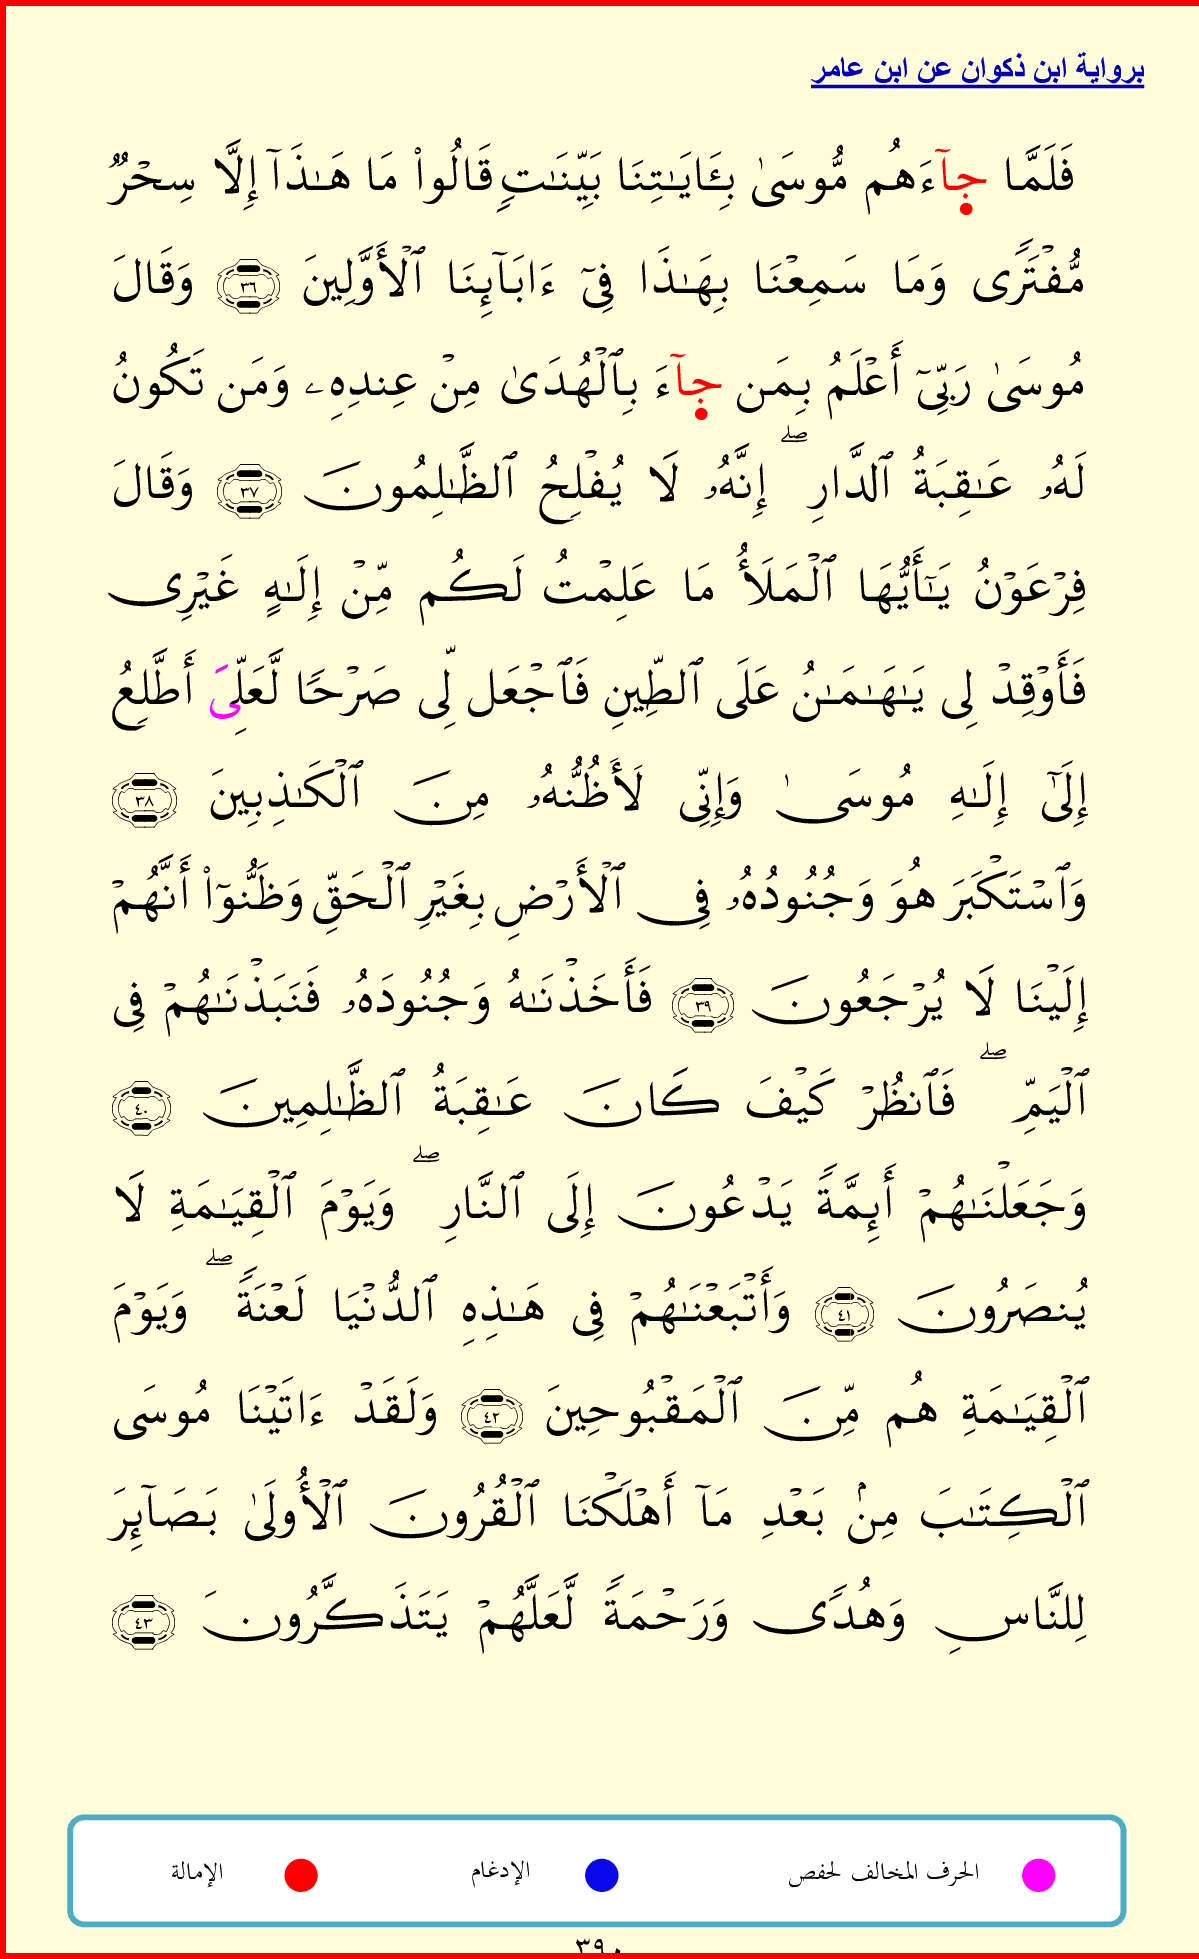 برواية ابن ذكوان عن ابن عامر
فَلَمَّا جَآءَهُم مُّوسَىٰ بِـَٔايَـٰتِنَا بَيِّنَـٰتٍ قَالُوا۟ مَا هَـٰذَآ إِلَّا سِحْرٌ
مُّفْتَرًى وَمَا سَمِعْنَا بِهَـٰذَا فِىٓ ءَابَآئِنَا ٱلْأَوَّلِينَ ٣٦ وَقَالَ
مُوسَىٰ رَبِّىٓ أَعْلَمُ بِمَن جَآءَ بِٱلْهُدَىٰ مِنْ عِندِهِۦ وَمَن تَكُونُ
لَهُۥ عَـٰقِبَةُ ٱلدَّارِ ۖ إِنَّهُۥ لَا يُفْلِحُ ٱلظَّـٰلِمُونَ ٣٧ وَقَالَ
فِرْعَوْنُ يَـٰٓأَيُّهَا ٱلْمَلَأُ مَا عَلِمْتُ لَكُم مِّنْ إِلَـٰهٍ غَيْرِى
فَأَوْقِدْ لِى يَـٰهَـٰمَـٰنُ عَلَى ٱلطِّينِ فَٱجْعَل لِّى صَرْحًا لَّعَلِّىَ أَطَّلِعُ
إِلَىٰٓ إِلَـٰهِ مُوسَىٰ وَإِنِّى لَأَظُنُّهُۥ مِنَ ٱلْكَـٰذِبِينَ ٣٨
وَٱسْتَكْبَرَ هُوَ وَجُنُودُهُۥ فِى ٱلْأَرْضِ بِغَيْرِ ٱلْحَقِّ وَظَنُّوٓا۟ أَنَّهُمْ
إِلَيْنَا لَا يُرْجَعُونَ ٣٩ فَأَخَذْنَـٰهُ وَجُنُودَهُۥ فَنَبَذْنَـٰهُمْ فِى
ٱلْيَمِّ ۖ فَٱنظُرْ كَيْفَ كَانَ عَـٰقِبَةُ ٱلظَّـٰلِمِينَ ٤٠
وَجَعَلْنَـٰهُمْ أَئِمَّةً يَدْعُونَ إِلَى ٱلنَّارِ ۖ وَيَوْمَ ٱلْقِيَـٰمَةِ لَا
يُنصَرُونَ ٤١ وَأَتْبَعْنَـٰهُمْ فِى هَـٰذِهِ ٱلدُّنْيَا لَعْنَةً ۖ وَيَوْمَ
ٱلْقِيَـٰمَةِ هُم مِّنَ ٱلْمَقْبُوحِينَ ٤٢ وَلَقَدْ ءَاتَيْنَا مُوسَى
ٱلْكِتَـٰبَ مِنۢ بَعْدِ مَآ أَهْلَكْنَا ٱلْقُرُونَ ٱلْأُولَىٰ بَصَآئِرَ
لِلنَّاسِ وَهُدًى وَرَحْمَةً لَّعَلَّهُمْ يَتَذَكَّرُونَ ٤٣
الحرف المخالف لحفص الإدغام الإمالة
٣٩٠